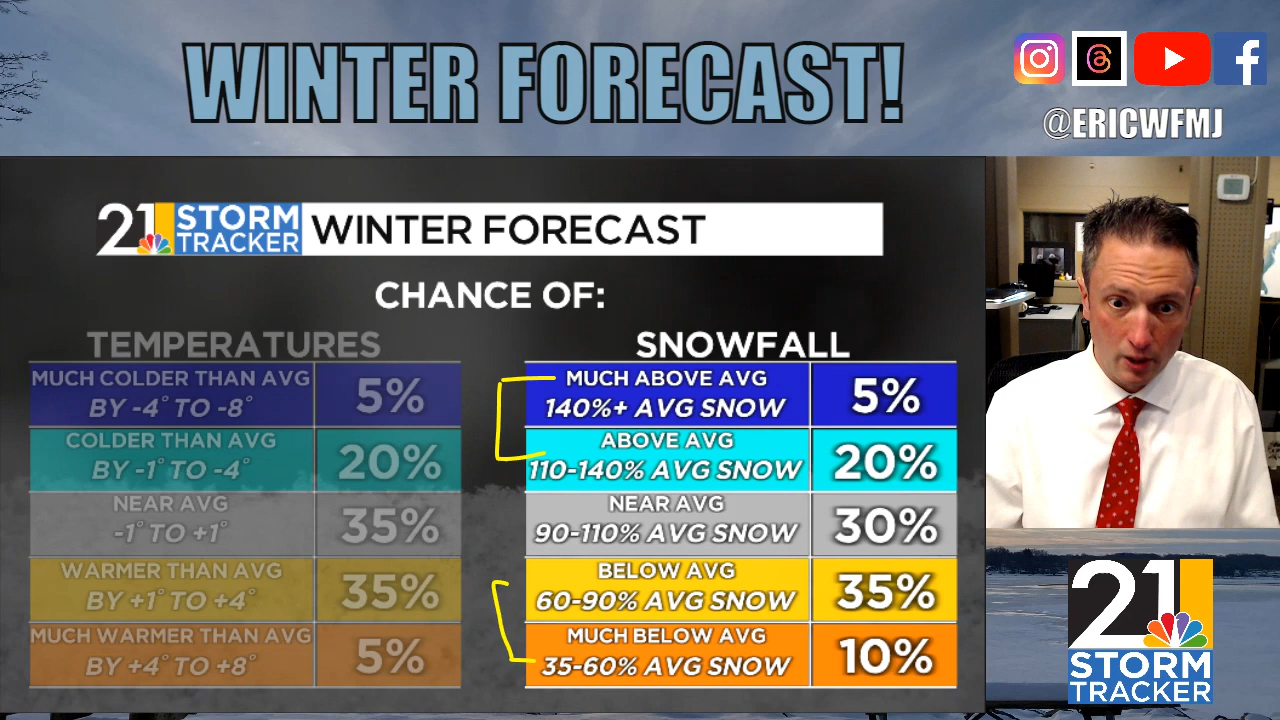 WINTER FORECAST!
@ERICWFMJ
21 STORM TRACKER WINTER FORECAST
CHANCE OF:
TEMPERATURES
MUCH COLDER THAN AVG
BY -4° TO -8°
5%
COLDER THAN AVG
BY -1° TO -4°
20%
NEAR AVG
-1° TO +1°
35%
WARMER THAN AVG
BY +1° TO +4°
35%
MUCH WARMER THAN AVG
BY +4° TO +8°
5%
SNOWFALL
MUCH ABOVE AVG
140%+ AVG SNOW
5%
ABOVE AVG
110-140% AVG SNOW
20%
NEAR AVG
90-110% AVG SNOW
30%
BELOW AVG
60-90% AVG SNOW
35%
MUCH BELOW AVG
35-60% AVG SNOW
10%
21
STORM
TRACKER